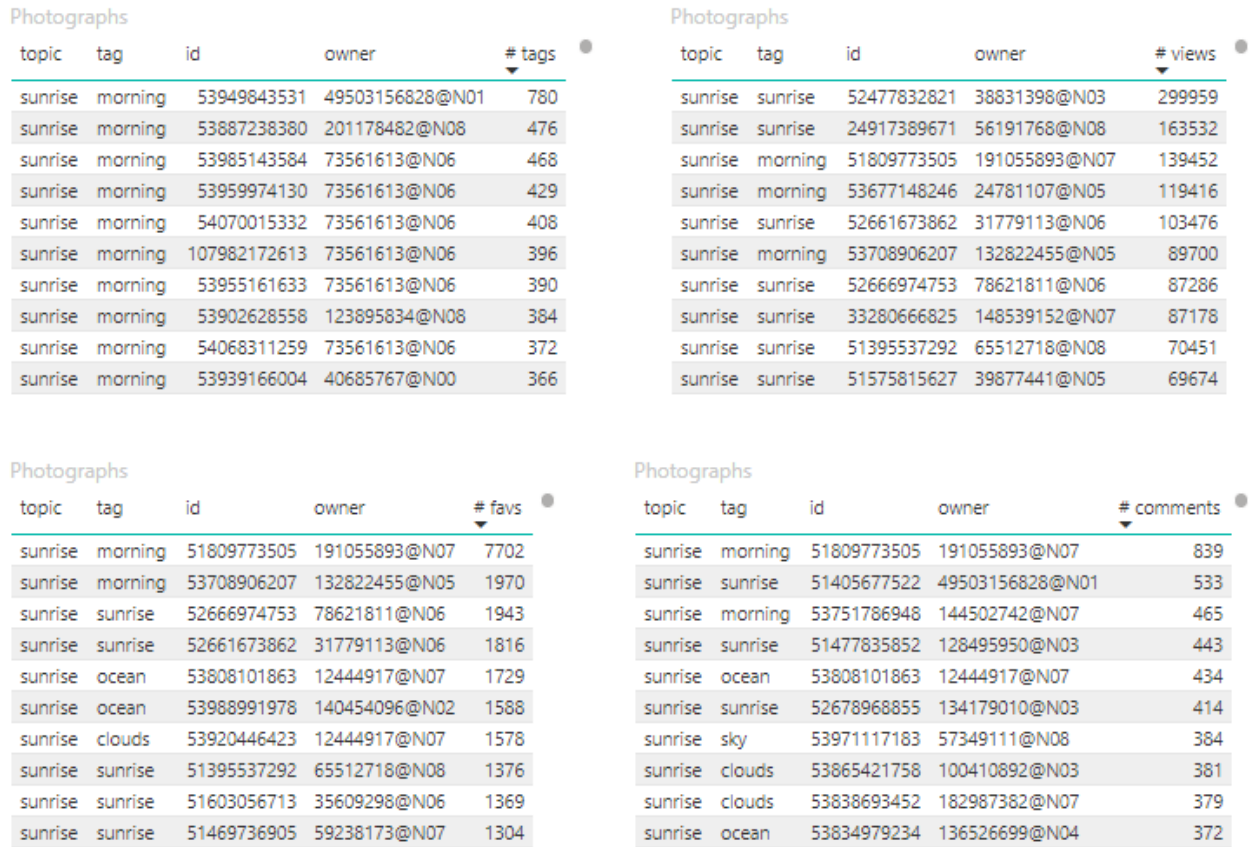 Photographs
topic tag id owner # tags
sunrise morning 53949843531 49503156828@N01 780
sunrise morning 53887238380 201178482@N08 476
sunrise morning 53985143584 73561613@N06 468
sunrise morning 53959974130 73561613@N06 429
sunrise morning 54070015332 73561613@N06 408
sunrise morning 107982172613 73561613@N06 396
sunrise morning 53955161633 73561613@N06 390
sunrise morning 53902628558 123895834@N08 384
sunrise morning 54068311259 73561613@N06 372
sunrise morning 53939166004 40685767@N00 366
Photographs
topic tag id owner # views
sunrise sunrise 52477832821 38831398@N03 299959
sunrise sunrise 24917389671 56191768@N08 163532
sunrise morning 51809773505 191055893@N07 139452
sunrise morning 53677148246 24781107@N05 119416
sunrise sunrise 52661673862 31779113@N06 103476
sunrise morning 53708906207 132822455@N05 89700
sunrise sunrise 52666974753 78621811@N06 87286
sunrise sunrise 33280666825 148539152@N07 87178
sunrise sunrise 51395537292 65512718@N08 70451
sunrise sunrise 51575815627 39877441@N05 69674
Photographs
topic tag id owner # favs
sunrise morning 51809773505 191055893@N07 7702
sunrise morning 53708906207 132822455@N05 1970
sunrise sunrise 52666974753 78621811@N06 1943
sunrise sunrise 52661673862 31779113@N06 1816
sunrise ocean 53808101863 12444917@N07 1729
sunrise ocean 53988991978 140454096@N02 1588
sunrise clouds 53920446423 12444917@N07 1578
sunrise sunrise 51395537292 65512718@N08 1376
sunrise sunrise 51603056713 35609298@N06 1369
sunrise sunrise 51469736905 59238173@N07 1304
Photographs
topic tag id owner # comments
sunrise morning 51809773505 191055893@N07 839
sunrise sunrise 51405677522 49503156828@N01 533
sunrise morning 53751786948 144502742@N07 465
sunrise sunrise 51477835852 128495950@N03 443
sunrise ocean 53808101863 12444917@N07 434
sunrise sunrise 52678968855 134179010@N03 414
sunrise sky 53971117183 57349111@N08 384
sunrise clouds 53865421758 100410892@N03 381
sunrise clouds 53838693452 182987382@N07 379
sunrise ocean 53834979234 136526699@N04 372